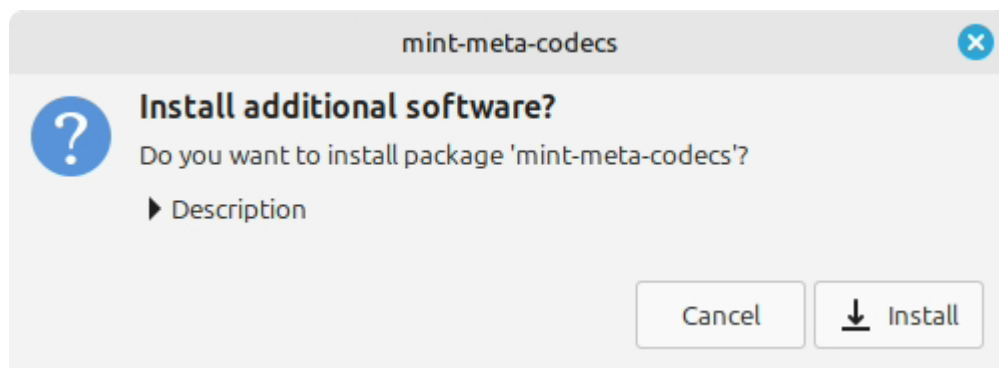 mint-meta-codecs
Install additional software?
Do you want to install package 'mint-meta-codecs'?
Description
Cancel
Install